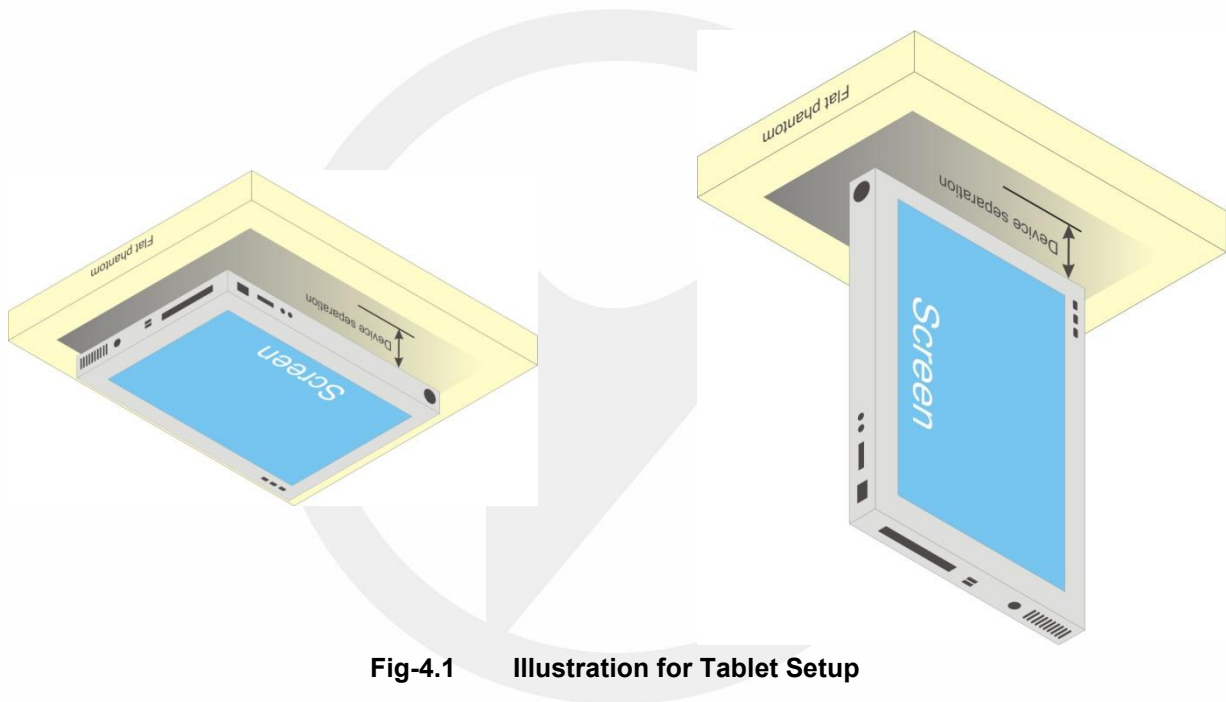 Flat phantom
Device separation
Screen
Flat phantom
Device separation
Screen
Fig-4.1 Illustration for Tablet Setup